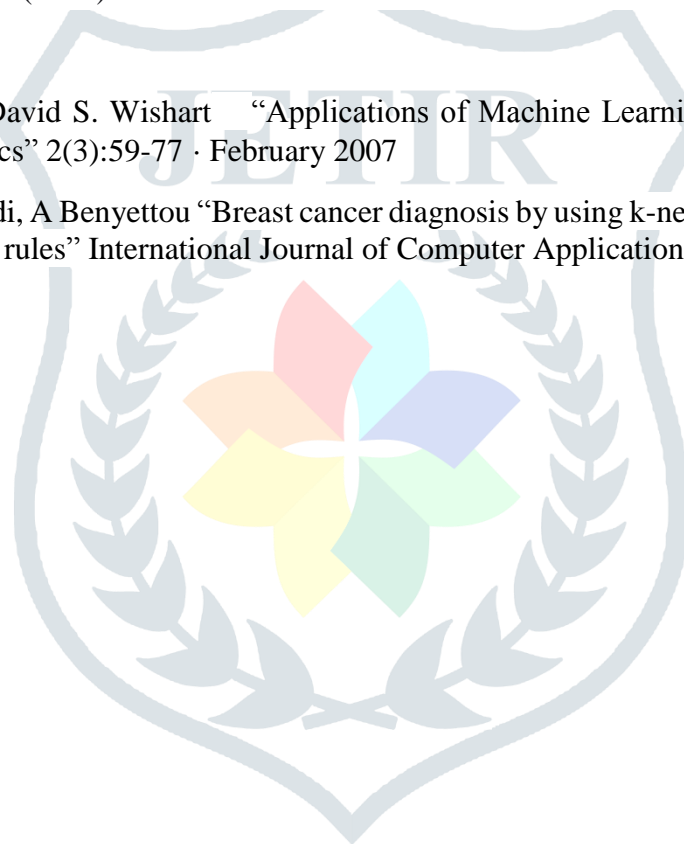 JETIR
David S. Wishart “Applications of Machine Learni
cs” 2(3):59-77 · February 2007
di, A Benyettou “Breast cancer diagnosis by using k-ne
rules” International Journal of Computer Application